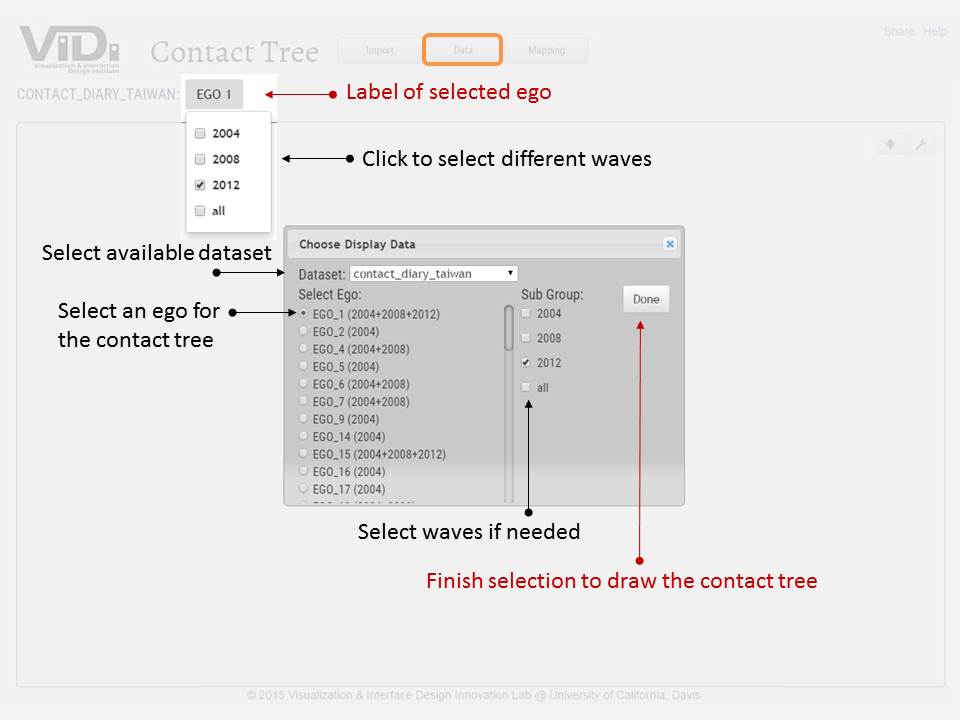 ViDi
Visualization & Interaction
Design Institute
Contact Tree
Import
Data
Mapping
Share Help
CONTACT_DIARY_TAIWAN:
EGO 1
Label of selected ego
2004
2008
2012
all
Click to select different waves
Select available dataset
Select an ego for
the contact tree
Choose Display Data
Dataset: contact_diary_taiwan
Select Ego:
EGO_1 (2004+2008+2012)
EGO_2 (2004)
EGO_4 (2004+2008)
EGO_5 (2004)
EGO_6 (2004+2008)
EGO_7 (2004+2008)
EGO_9 (2004)
EGO_14 (2004)
EGO_15 (2004+2008+2012)
EGO_16 (2004)
EGO_17 (2004)
Sub Group:
2004
2008
2012
all
Done
Select waves if needed
Finish selection to draw the contact tree
© 2015 Visualization & Interface Design Innovation Lab @ University of California, Davis